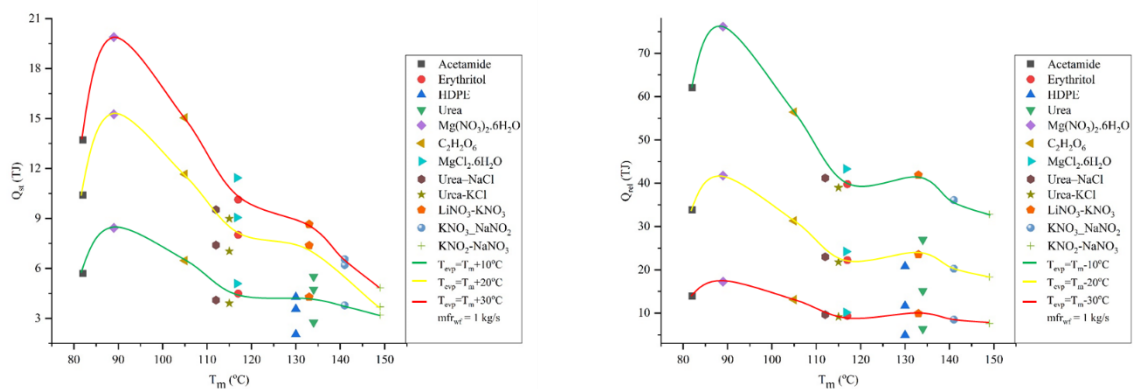 21
18
15
12
9
6
3
Q_st (TJ)
80 90 100 110 120 130 140 150
T_m (°C)
Acetamide
Erythritol
HDPE
Urea
Mg(NO₃)₂.6H₂O
C₂H₂O₆
MgCl₂.6H₂O
Urea–NaCl
Urea-KCl
LiNO₃-KNO₃
KNO₃_NaNO₂
KNO₂-NaNO₃
T_evp=T_m+10°C
T_evp=T_m+20°C
T_evp=T_m+30°C
mfr_wf = 1 kg/s
70
60
50
40
30
20
10
0
Q_rel (TJ)
80 90 100 110 120 130 140 150
T_m (°C)
Acetamide
Erythritol
HDPE
Urea
Mg(NO₃)₂.6H₂O
C₂H₂O₆
MgCl₂.6H₂O
Urea–NaCl
Urea-KCl
LiNO₃-KNO₃
KNO₃_NaNO₂
KNO₂-NaNO₃
T_evp=T_m-10°C
T_evp=T_m-20°C
T_evp=T_m-30°C
mfr_wf = 1 kg/s